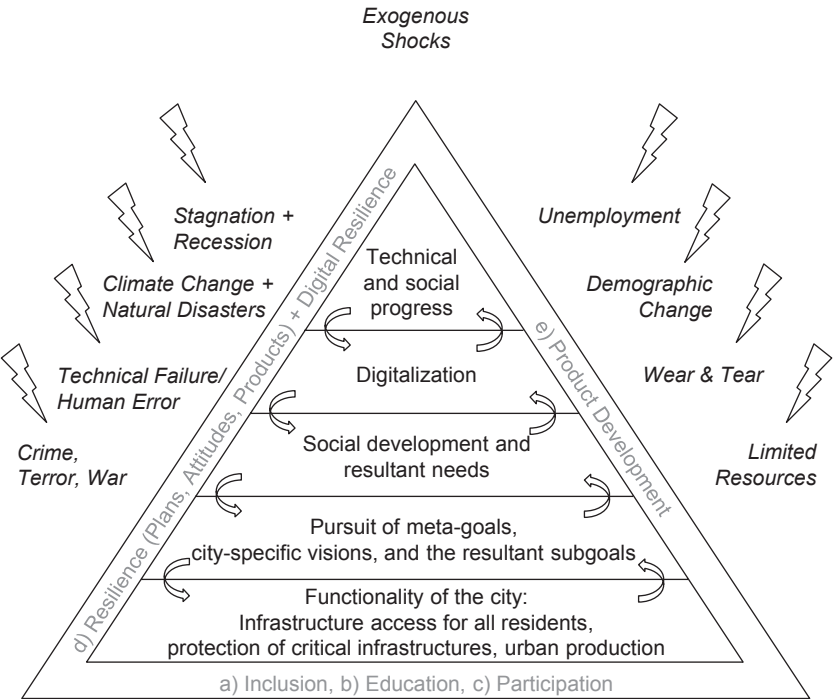 Exogenous
Shocks
Stagnation +
Recession
Climate Change +
Natural Disasters
Technical Failure/
Human Error
Crime,
Terror, War
Unemployment
Demographic
Change
Wear & Tear
Limited
Resources
d) Resilience (Plans, Attitudes, Products) + Digital Resilience
e) Product Development
Technical
and social
progress
Digitalization
Social development and
resultant needs
Pursuit of meta-goals,
city-specific visions, and the resultant subgoals
Functionality of the city:
Infrastructure access for all residents,
protection of critical infrastructures, urban production
a) Inclusion, b) Education, c) Participation